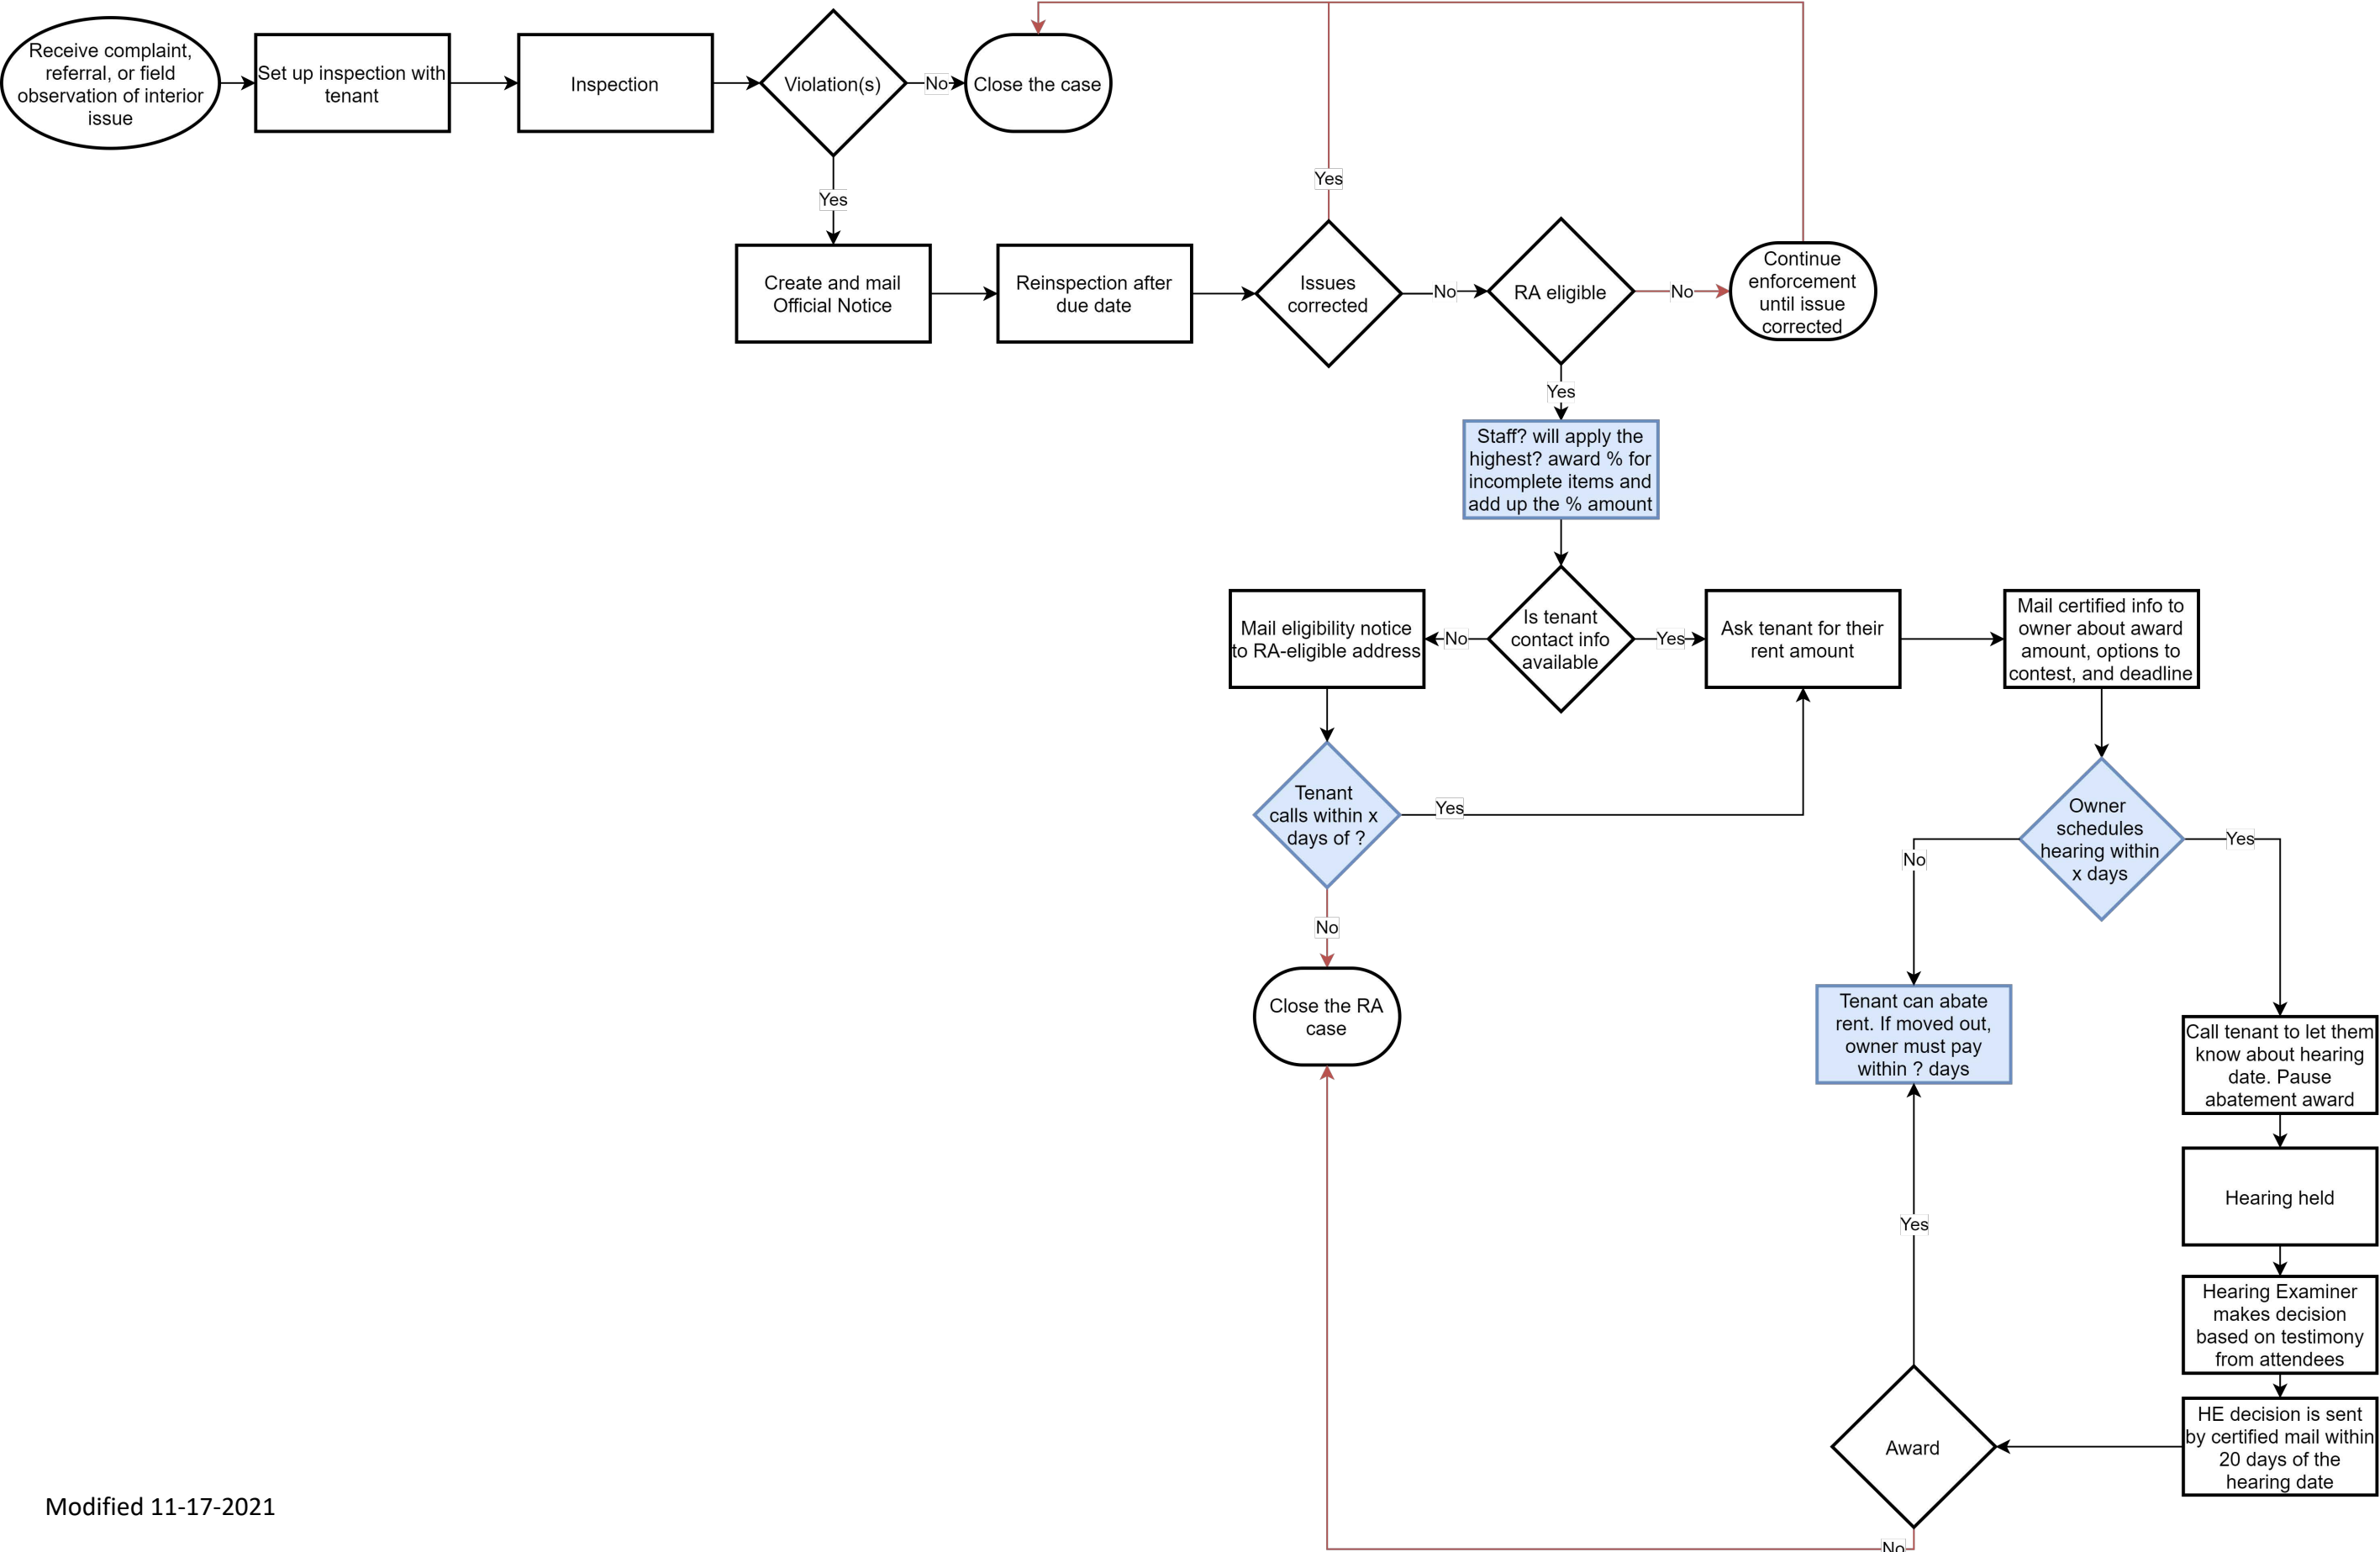 Receive complaint,
referral, or field
observation of interior
issue
Set up inspection with
tenant
Inspection
Violation(s)
No
Close the case
Yes
Yes
Create and mail
Official Notice
Reinspection after
due date
Issues
corrected
No
RA eligible
No
Continue
enforcement
until issue
corrected
Yes
Staff? will apply the
highest? award % for
incomplete items and
add up the % amount
Mail eligibility notice
to RA-eligible address
No
Is tenant
contact info
available
Yes
Ask tenant for their
rent amount
Mail certified info to
owner about award
amount, options to
contest, and deadline
Tenant
calls within x
days of ?
Yes
Owner
schedules
hearing within
x days
No
Yes
No
Close the RA
case
Tenant can abate
rent. If moved out,
owner must pay
within ? days
Call tenant to let them
know about hearing
date. Pause
abatement award
Hearing held
Yes
Hearing Examiner
makes decision
based on testimony
from attendees
HE decision is sent
by certified mail within
20 days of the
hearing date
Award
No
Modified 11-17-2021